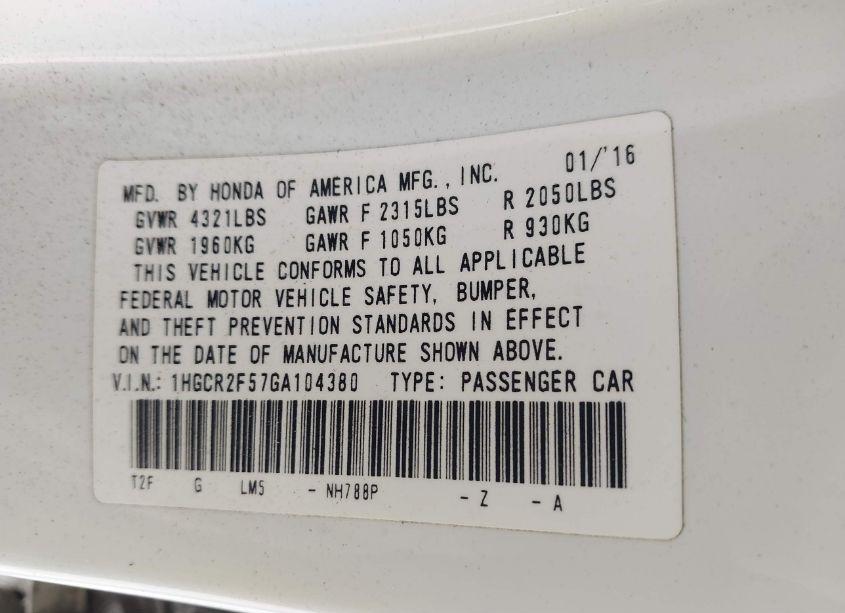 MFD. BY HONDA OF AMERICA MFG., INC. 01/'16
GVWR 4321LBS GAWR F 2315LBS R 2050LBS
GVWR 1960KG GAWR F 1050KG R 930KG
THIS VEHICLE CONFORMS TO ALL APPLICABLE
FEDERAL MOTOR VEHICLE SAFETY, BUMPER,
AND THEFT PREVENTION STANDARDS IN EFFECT
ON THE DATE OF MANUFACTURE SHOWN ABOVE.
V.I.N.: 1HGCR2F57GA104380 TYPE: PASSENGER CAR
T2F G LM5 - NH788P - Z - A